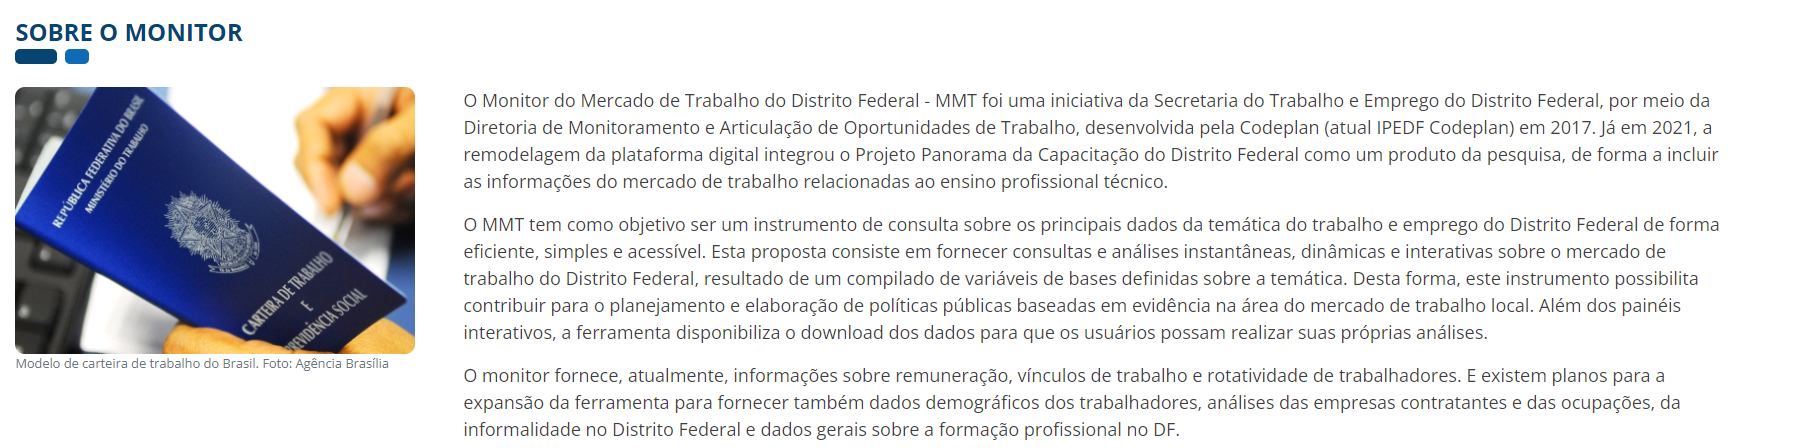 SOBRE O MONITOR
REPÚBLICA FEDERATIVA DO BRASIL
MINISTÉRIO DO TRABALHO
CARTEIRA DE TRABALHO
E
PREVIDÊNCIA SOCIAL
Modelo de carteira de trabalho do Brasil. Foto: Agência Brasília
O Monitor do Mercado de Trabalho do Distrito Federal - MMT foi uma iniciativa da Secretaria do Trabalho e Emprego do Distrito Federal, por meio da
Diretoria de Monitoramento e Articulação de Oportunidades de Trabalho, desenvolvida pela Codeplan (atual IPEDF Codeplan) em 2017. Já em 2021, a
remodelagem da plataforma digital integrou o Projeto Panorama da Capacitação do Distrito Federal como um produto da pesquisa, de forma a incluir
as informações do mercado de trabalho relacionadas ao ensino profissional técnico.
O MMT tem como objetivo ser um instrumento de consulta sobre os principais dados da temática do trabalho e emprego do Distrito Federal de forma
eficiente, simples e acessível. Esta proposta consiste em fornecer consultas e análises instantâneas, dinâmicas e interativas sobre o mercado de
trabalho do Distrito Federal, resultado de um compilado de variáveis de bases definidas sobre a temática. Desta forma, este instrumento possibilita
contribuir para o planejamento e elaboração de políticas públicas baseadas em evidência na área do mercado de trabalho local. Além dos painéis
interativos, a ferramenta disponibiliza o download dos dados para que os usuários possam realizar suas próprias análises.
O monitor fornece, atualmente, informações sobre remuneração, vínculos de trabalho e rotatividade de trabalhadores. E existem planos para a
expansão da ferramenta para fornecer também dados demográficos dos trabalhadores, análises das empresas contratantes e das ocupações, da
informalidade no Distrito Federal e dados gerais sobre a formação profissional no DF.